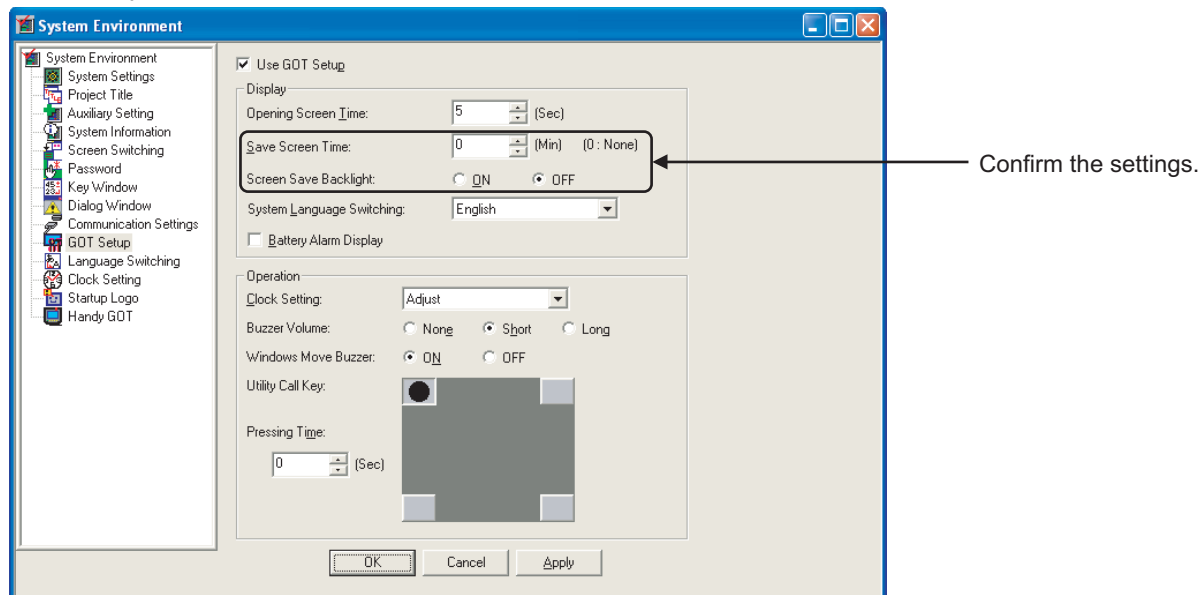 System Environment
System Environment
System Settings
Project Title
Auxiliary Setting
System Information
Screen Switching
Password
Key Window
Dialog Window
Communication Settings
GOT Setup
Language Switching
Clock Setting
Startup Logo
Handy GOT
Use GOT Setup
Display
Opening Screen Time: 5 (Sec)
Save Screen Time: 0 (Min) (0 : None)
Screen Save Backlight: ON OFF
System Language Switching: English
Battery Alarm Display
Operation
Clock Setting: Adjust
Buzzer Volume: None Short Long
Windows Move Buzzer: ON OFF
Utility Call Key:
Pressing Time:
0 (Sec)
OK Cancel Apply
Confirm the settings.